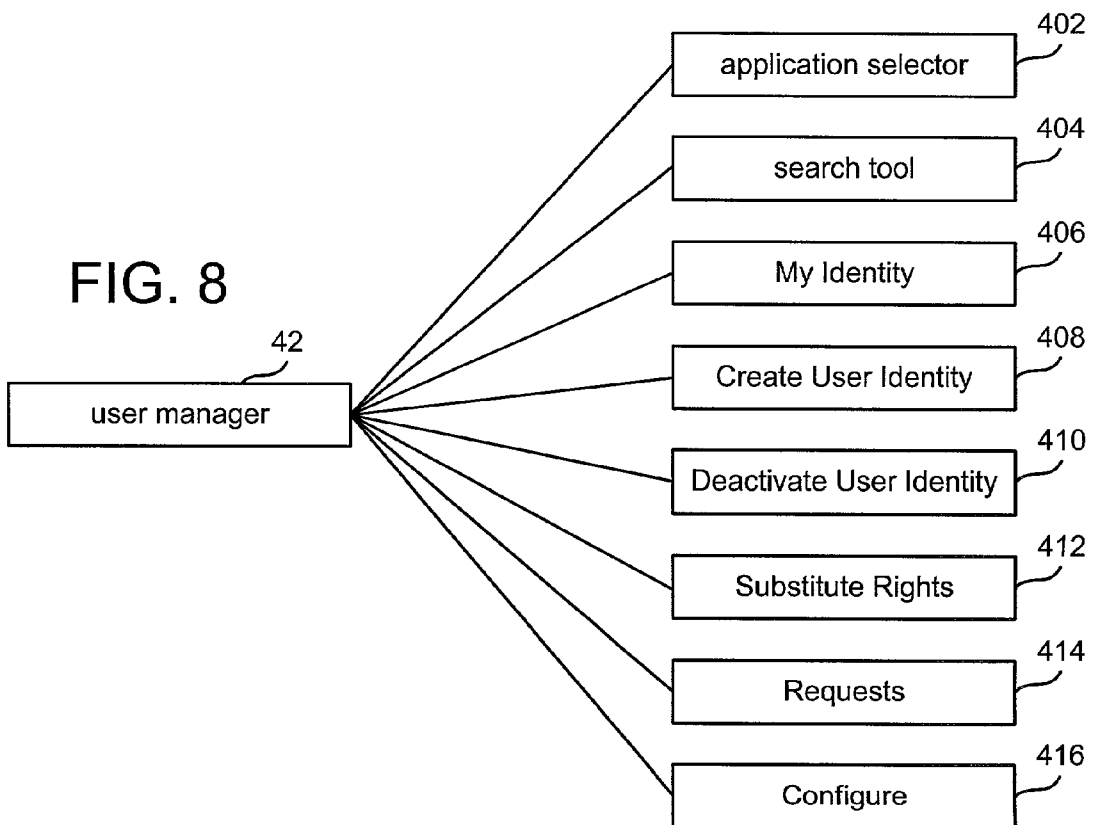 402
application selector
404
search tool
406
My Identity
FIG. 8
408
Create User Identity
42
user manager
410
Deactivate User Identity
412
Substitute Rights
414
Requests
416
Configure